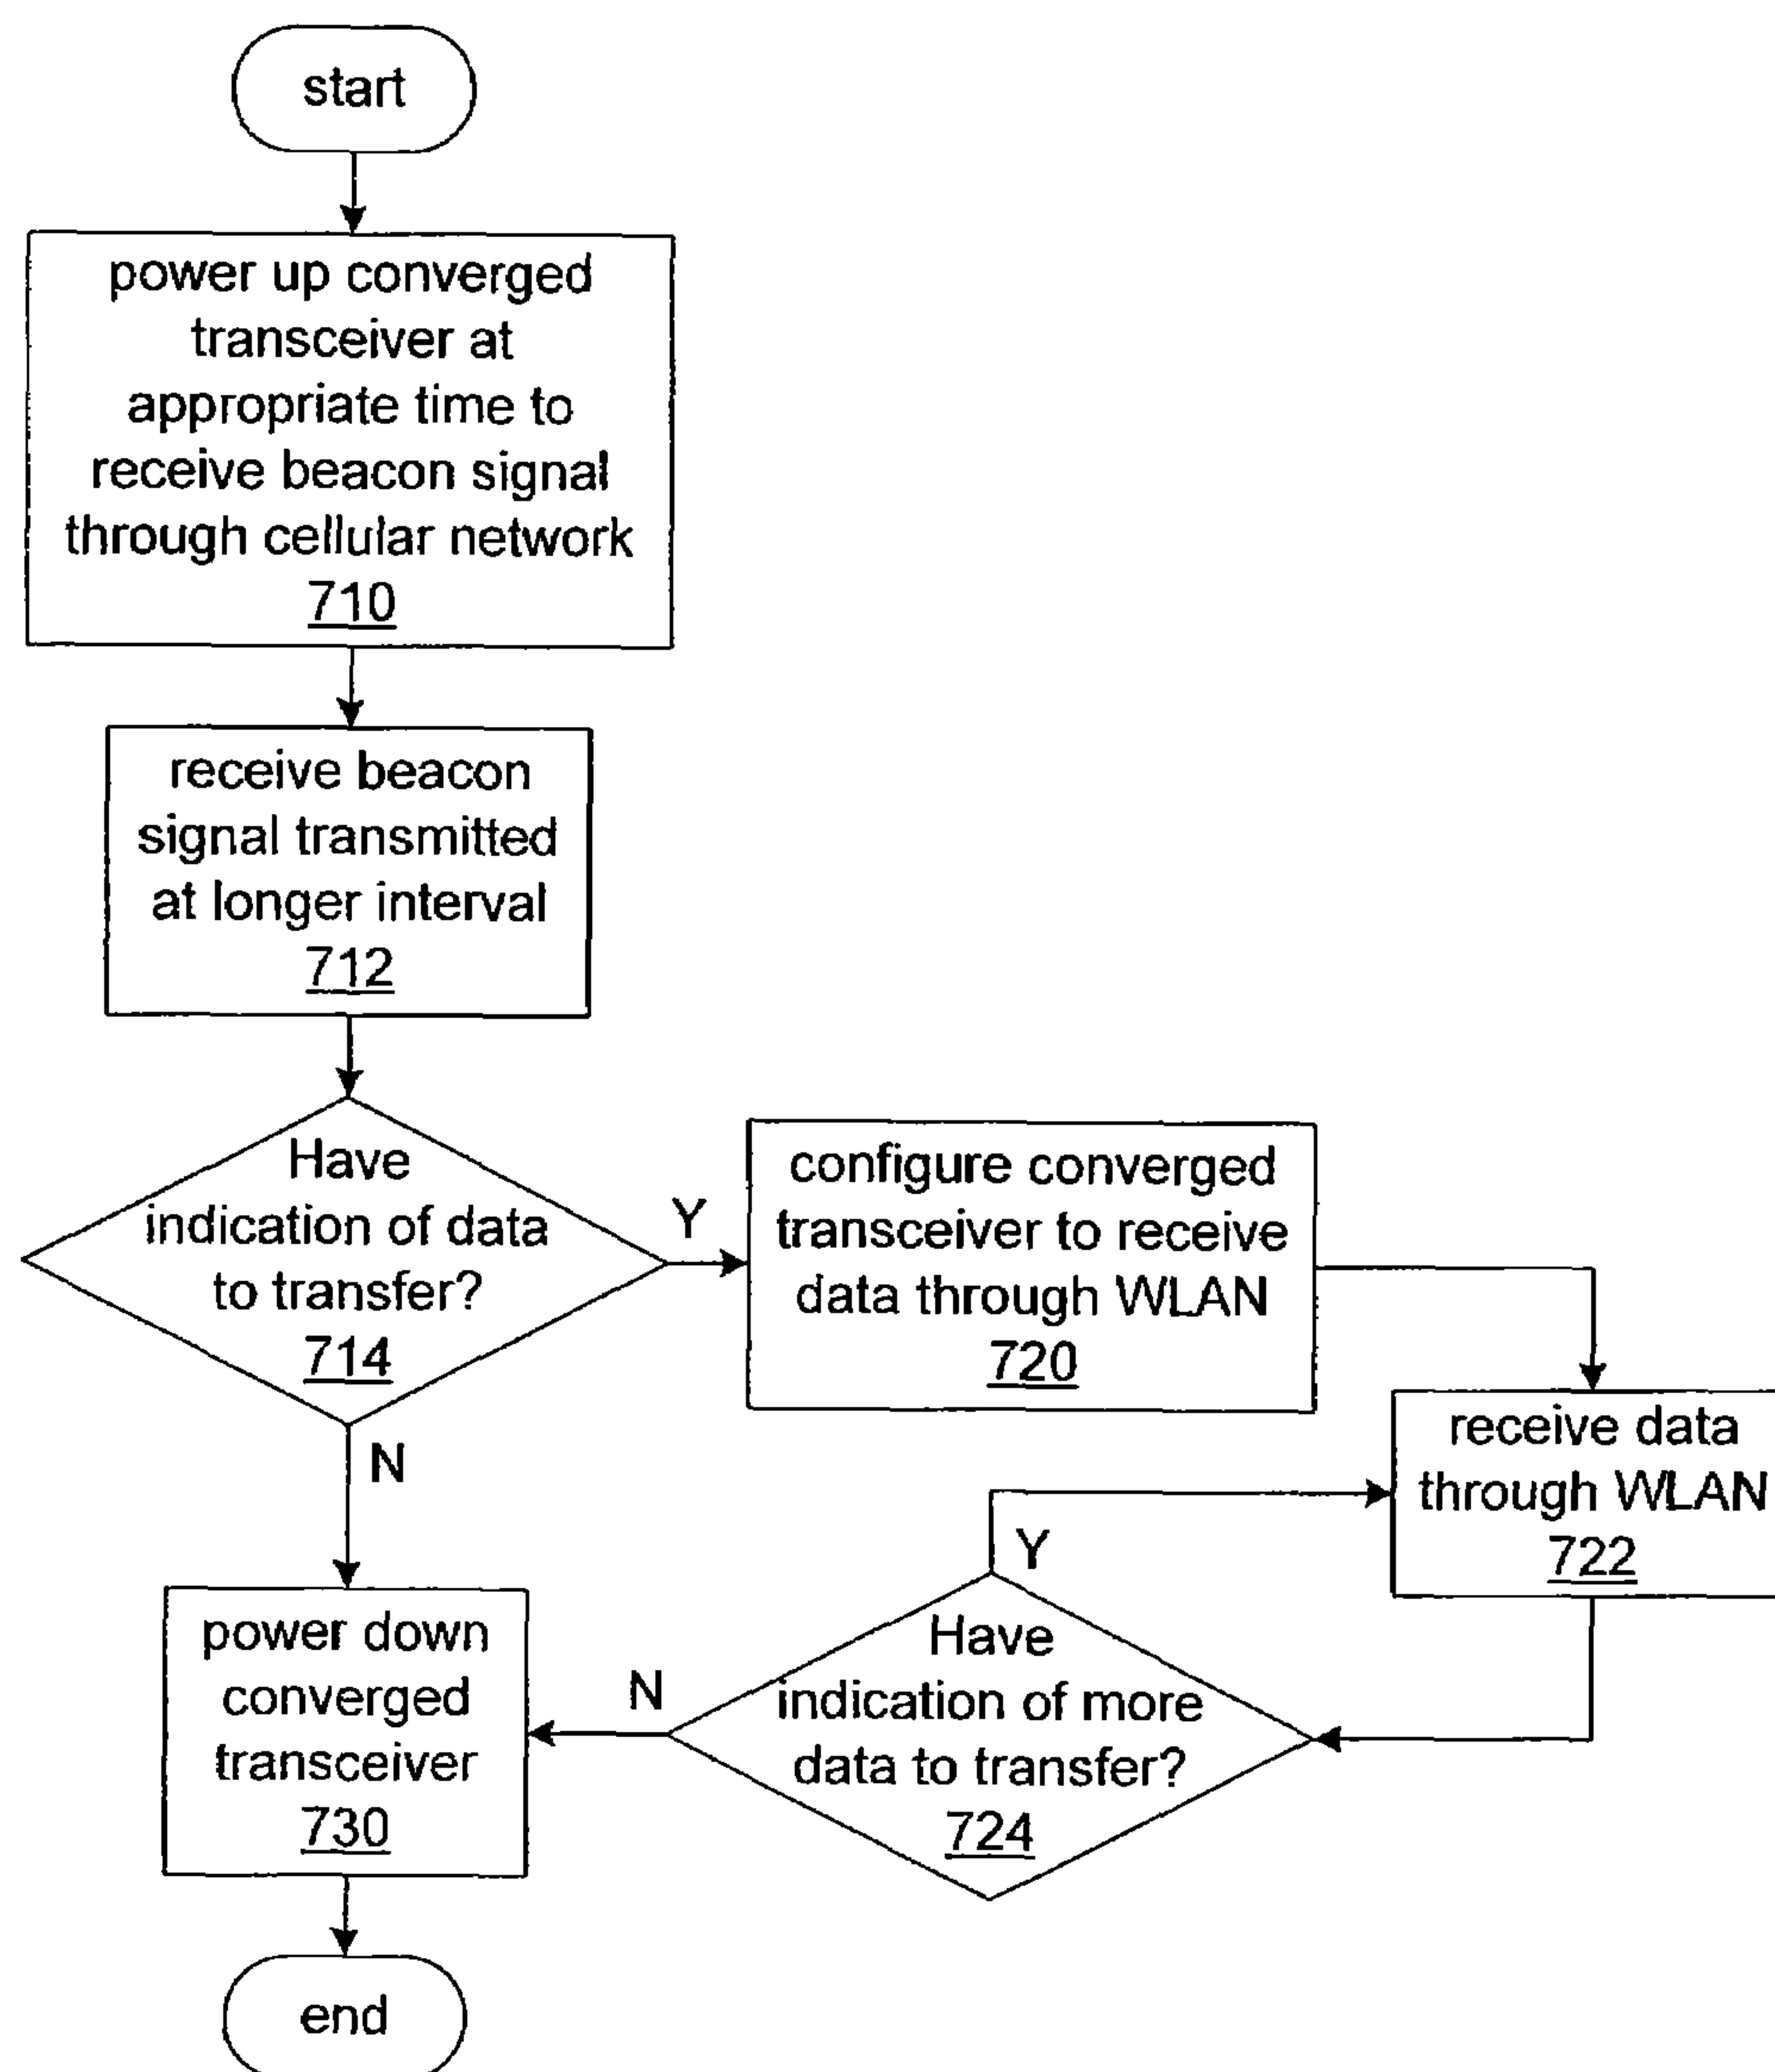 start
power up converged
transceiver at
appropriate time to
receive beacon signal
through cellular network
710
receive beacon
signal transmitted
at longer interval
712
Have
indication of data
to transfer?
714
Y
configure converged
transceiver to receive
data through WLAN
720
N
receive data
through WLAN
722
Y
Have
indication of more
data to transfer?
724
N
power down
converged
transceiver
730
end